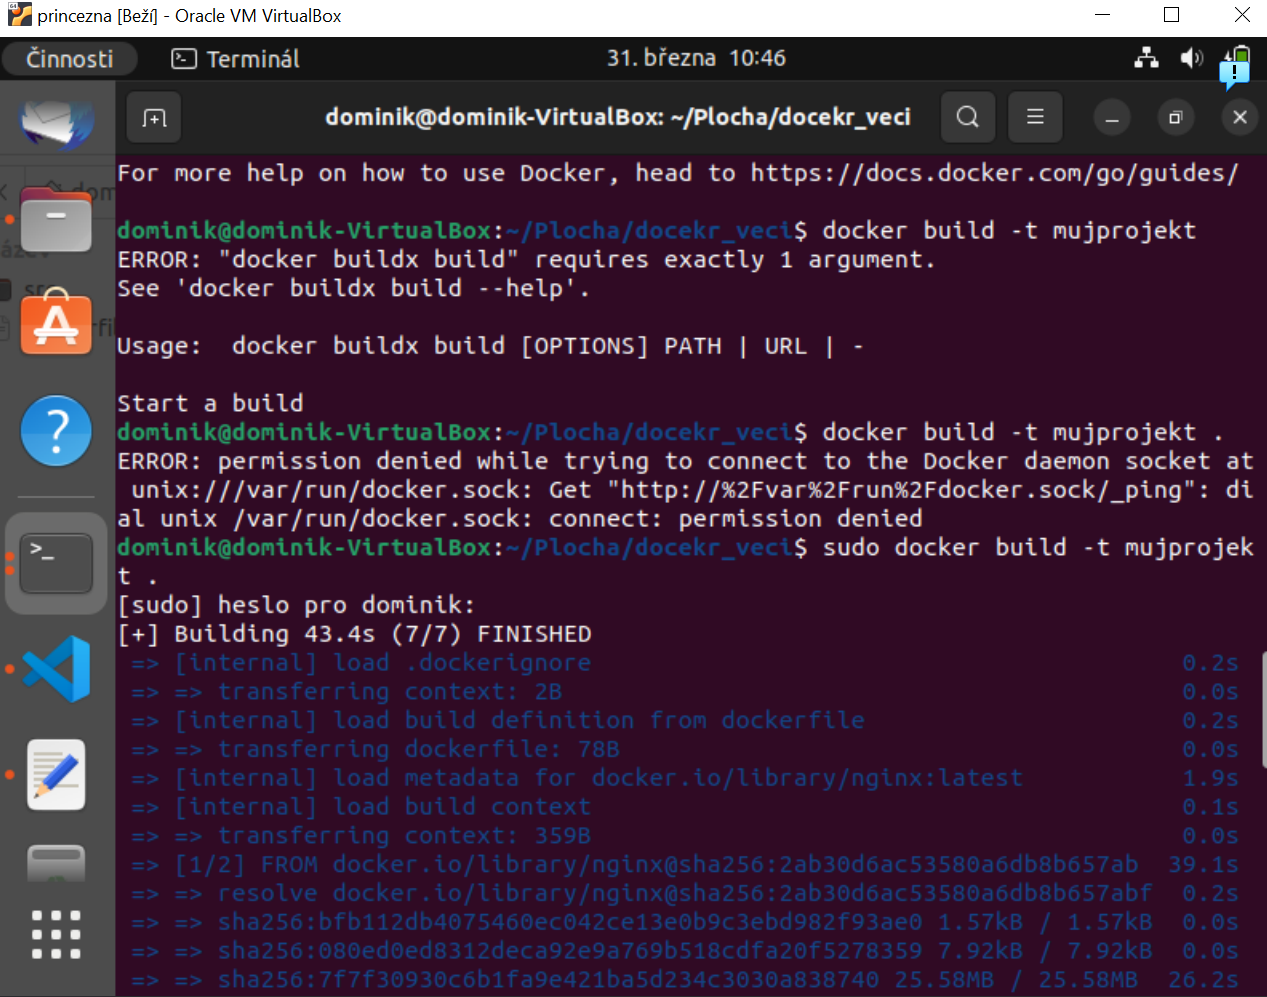 princezna [Beží] - Oracle VM VirtualBox
Činnosti
Terminál
31. března 10:46
dominik@dominik-VirtualBox: ~/Plocha/docekr_veci
For more help on how to use Docker, head to https://docs.docker.com/go/guides/
dominik@dominik-VirtualBox:~/Plocha/docekr_veci$ docker build -t mujprojekt
ERROR: "docker buildx build" requires exactly 1 argument.
See 'docker buildx build --help'.
Usage:  docker buildx build [OPTIONS] PATH | URL | -
Start a build
dominik@dominik-VirtualBox:~/Plocha/docekr_veci$ docker build -t mujprojekt .
ERROR: permission denied while trying to connect to the Docker daemon socket at
unix:///var/run/docker.sock: Get "http://%2Fvar%2Frun%2Fdocker.sock/_ping": di
al unix /var/run/docker.sock: connect: permission denied
dominik@dominik-VirtualBox:~/Plocha/docekr_veci$ sudo docker build -t mujprojek
t .
[sudo] heslo pro dominik:
[+] Building 43.4s (7/7) FINISHED
=> [internal] load .dockerignore 0.2s
=> => transferring context: 2B 0.0s
=> [internal] load build definition from dockerfile 0.2s
=> => transferring dockerfile: 78B 0.0s
=> [internal] load metadata for docker.io/library/nginx:latest 1.9s
=> [internal] load build context 0.1s
=> => transferring context: 359B 0.0s
=> [1/2] FROM docker.io/library/nginx@sha256:2ab30d6ac53580a6db8b657ab 39.1s
=> => resolve docker.io/library/nginx@sha256:2ab30d6ac53580a6db8b657abf 0.2s
=> => sha256:bfb112db4075460ec042ce13e0b9c3ebd982f93ae0 1.57kB / 1.57kB 0.0s
=> => sha256:080ed0ed8312deca92e9a769b518cdfa20f5278359 7.92kB / 7.92kB 0.0s
=> => sha256:7f7f30930c6b1fa9e421ba5d234c3030a838740 25.58MB / 25.58MB 26.2s